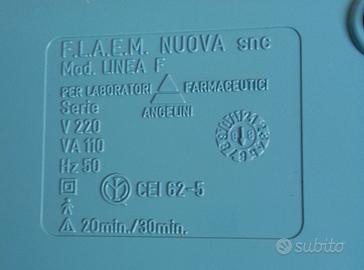 F.L.A.E.M. NUOVA snc
Mod. LINEA F
PER LABORATORI FARMACEUTICI
ANGELINI
Serie
V 220
VA 110
Hz 50
CEI 62-5
20min./30min.
subito